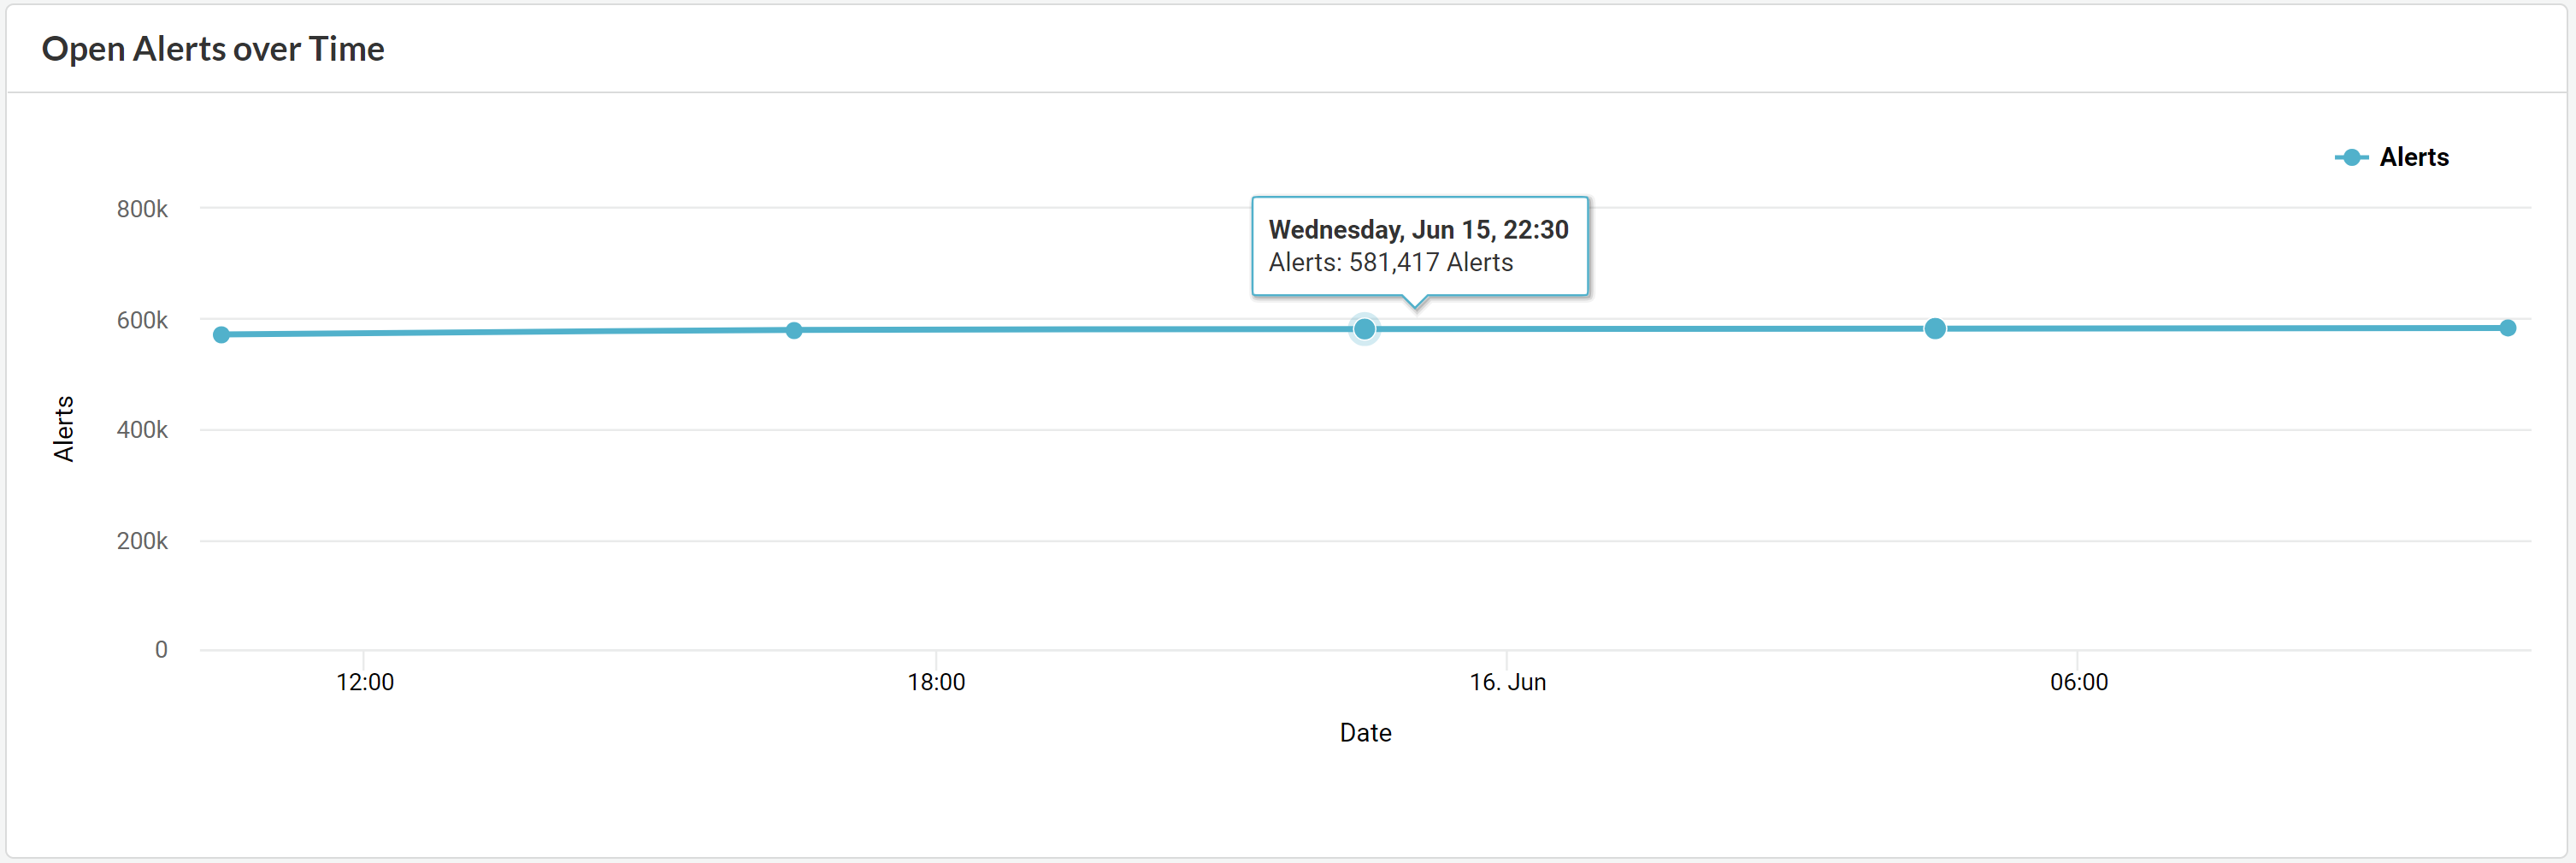 Open Alerts over Time
Alerts
800k
Wednesday, Jun 15, 22:30
Alerts: 581,417 Alerts
600k
400k
Alerts
200k
0
12:00
18:00
16. Jun
06:00
Date